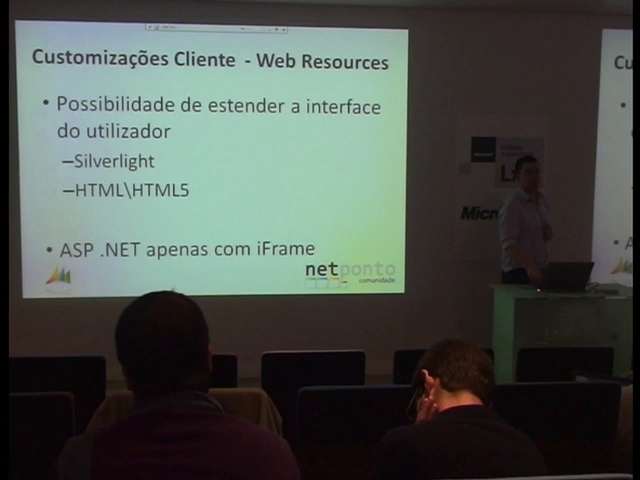 Customizações Cliente - Web Resources
• Possibilidade de estender a interface
do utilizador
–Silverlight
–HTML\HTML5
• ASP .NET apenas com iFrame
netponto
comunidade
Cu